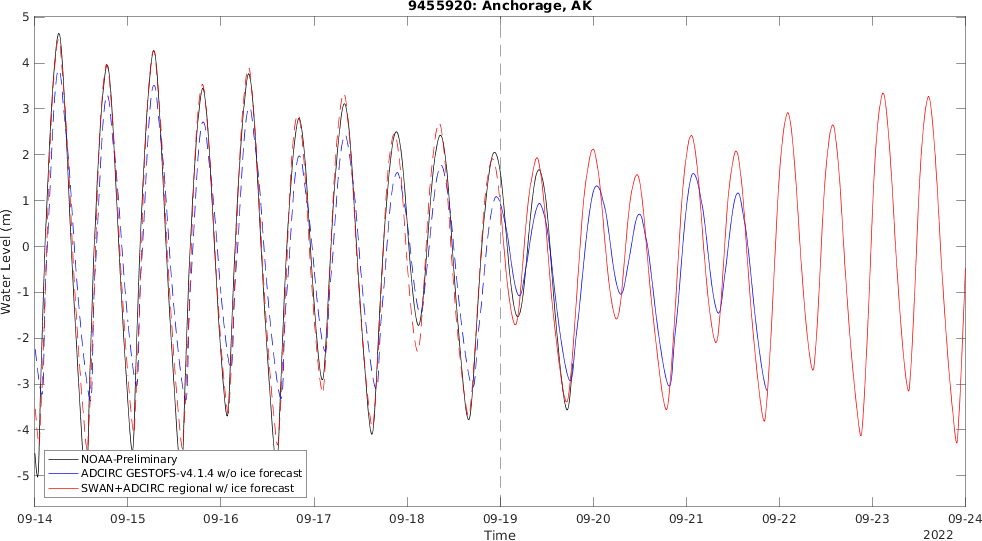 9455920: Anchorage, AK
5
4
3
2
1
0
-1
-2
-3
-4
-5
Water Level (m)
NOAA-Preliminary
ADCIRC GESTOFS-v4.1.4 w/o ice forecast
SWAN+ADCIRC regional w/ ice forecast
09-14 09-15 09-16 09-17 09-18 09-19 09-20 09-21 09-22 09-23 09-24
Time
2022